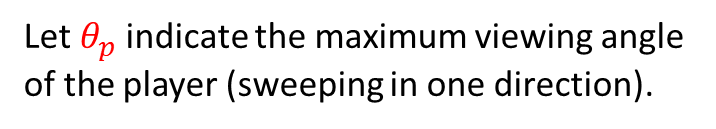 Let θₚ indicate the maximum viewing angle
of the player (sweeping in one direction).